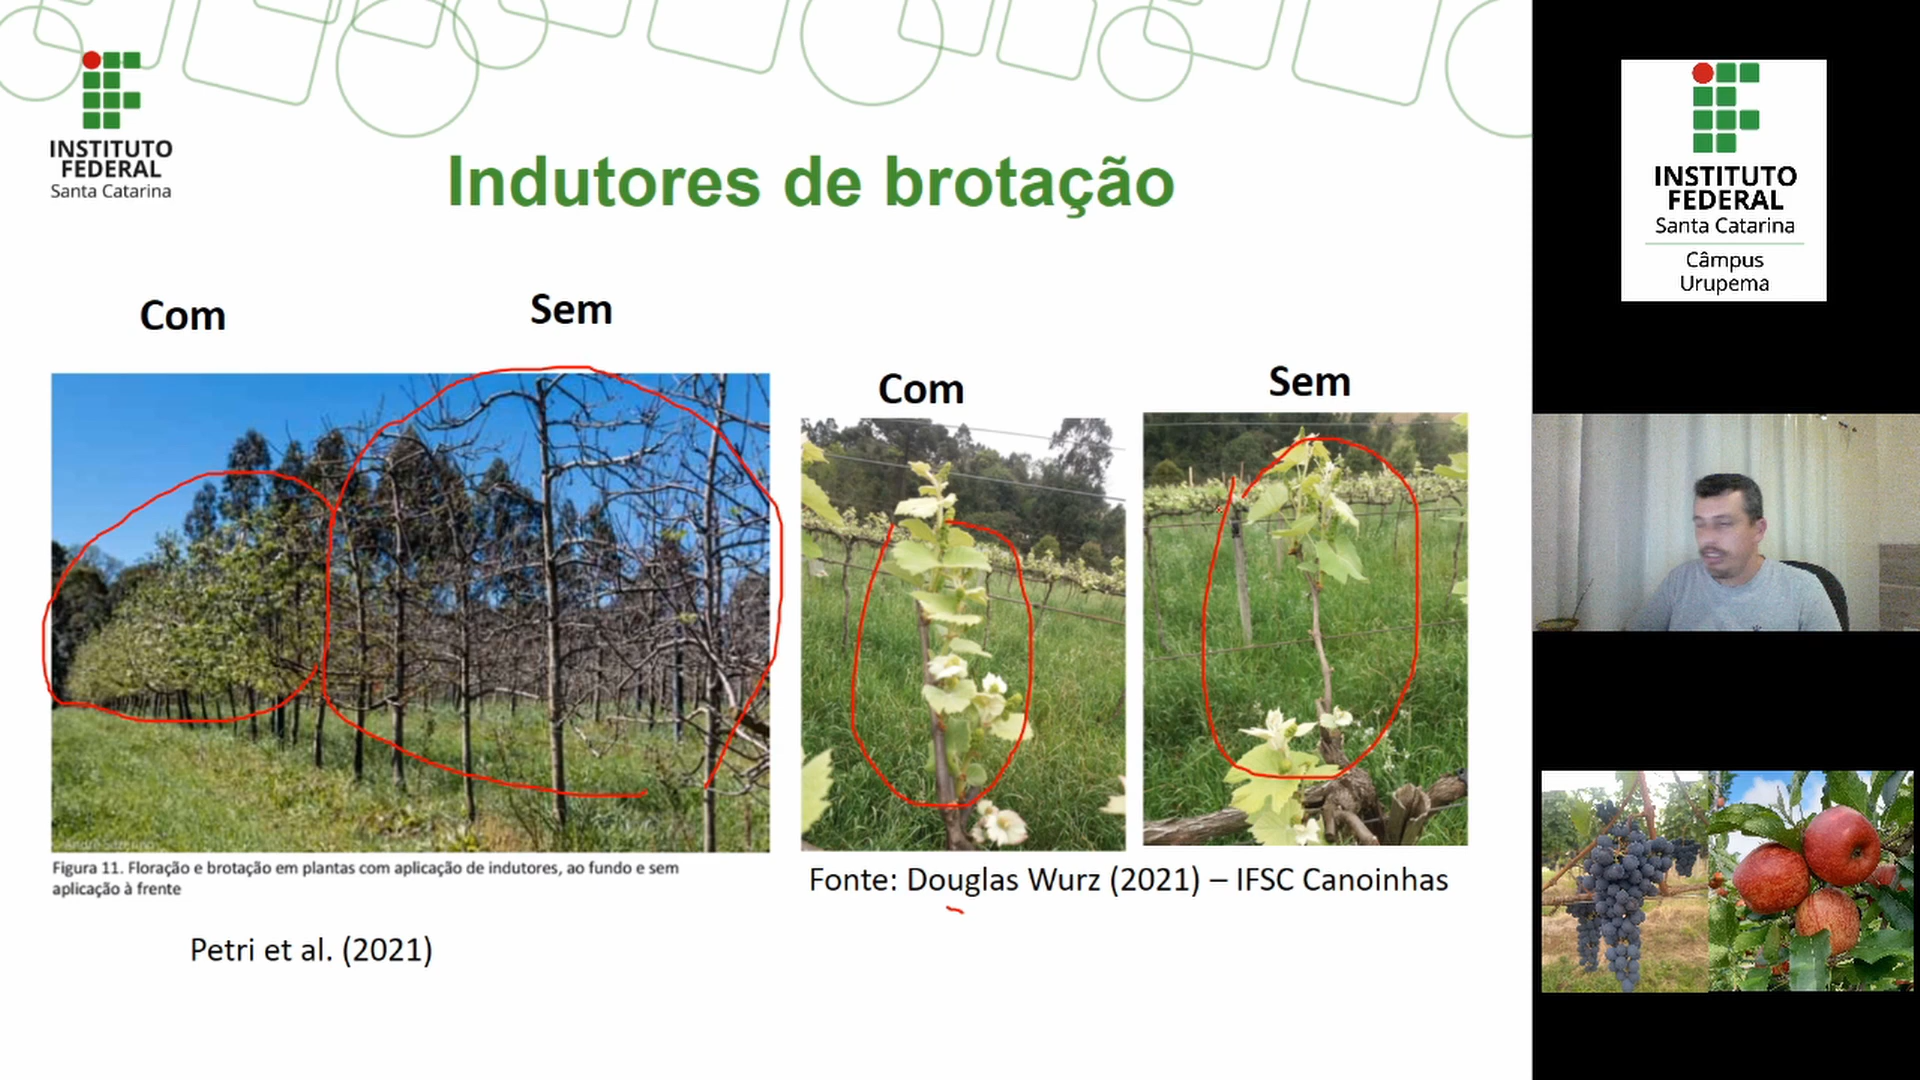 INSTITUTO
FEDERAL
Santa Catarina
Indutores de brotação
Com
Sem
Com
Sem
Figura 11. Floração e brotação em plantas com aplicação de indutores, ao fundo e sem
aplicação à frente
Petri et al. (2021)
Fonte: Douglas Wurz (2021) – IFSC Canoinhas
INSTITUTO
FEDERAL
Santa Catarina
Câmpus
Urupema